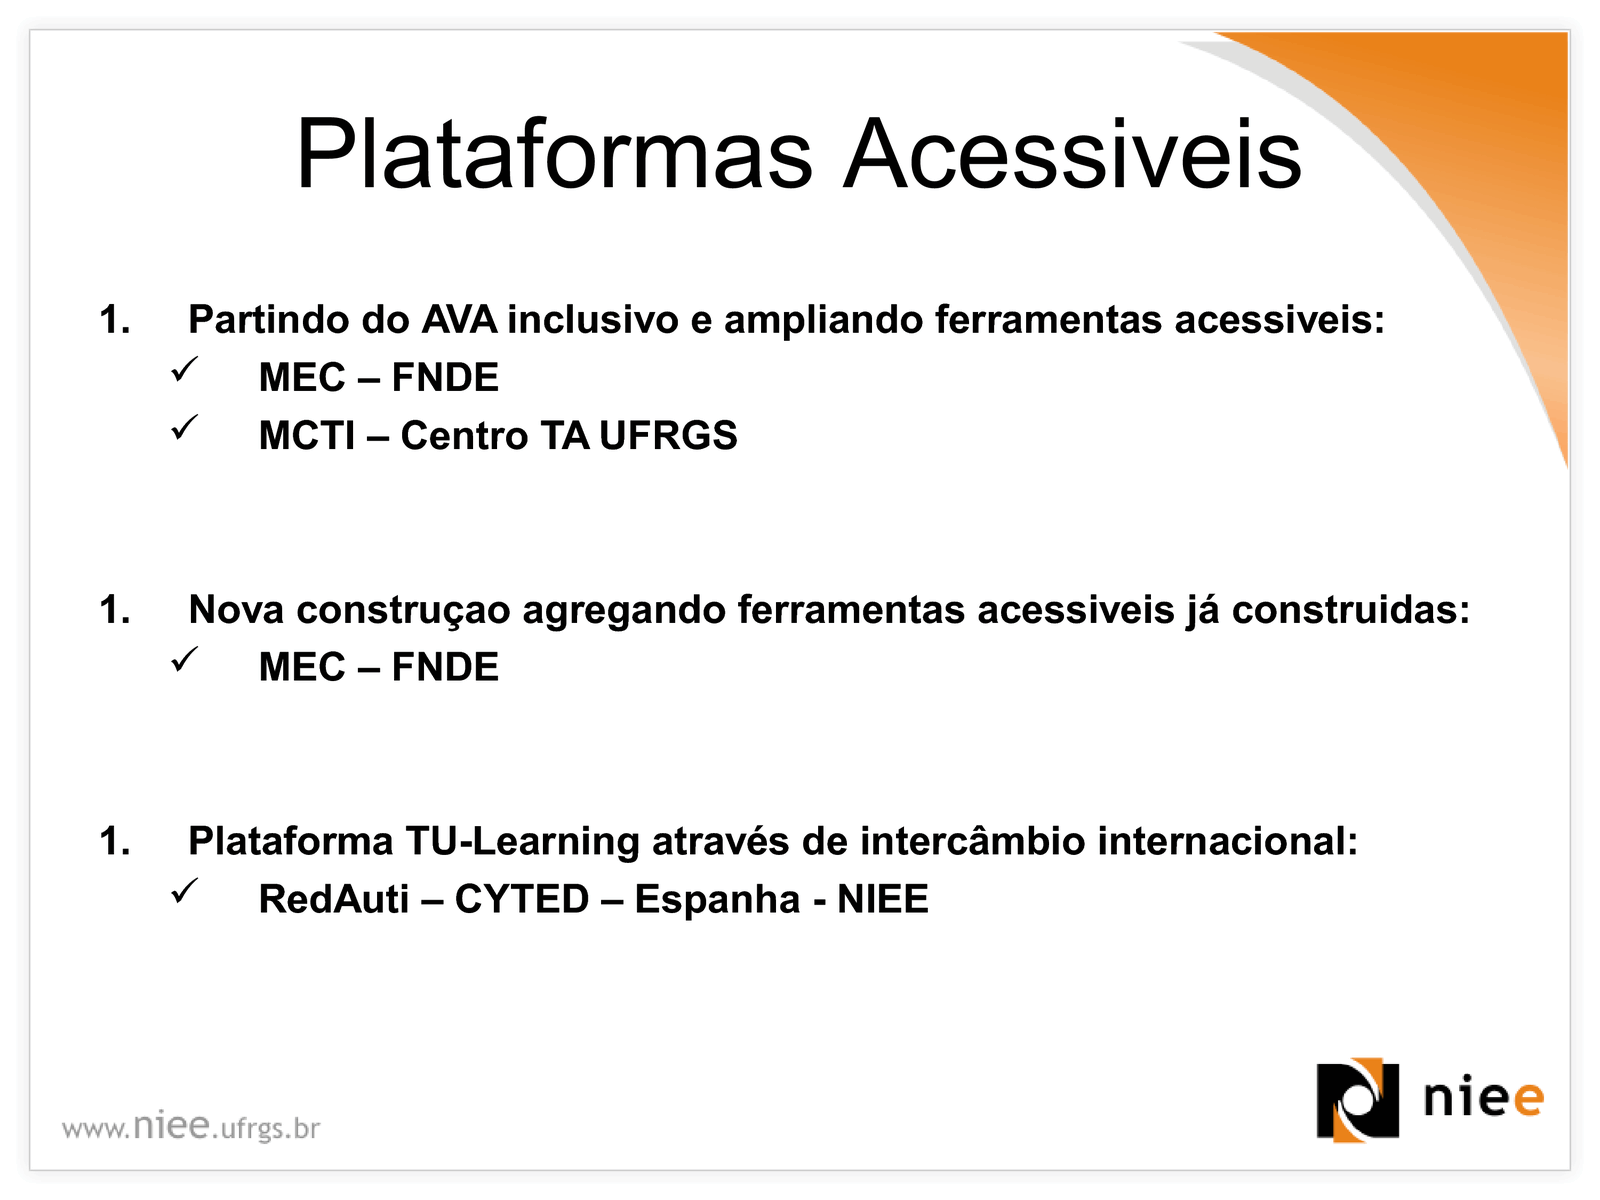 Plataformas Acessiveis
1. Partindo do AVA inclusivo e ampliando ferramentas acessiveis:
✓ MEC – FNDE
✓ MCTI – Centro TA UFRGS
1. Nova construçao agregando ferramentas acessiveis já construidas:
✓ MEC – FNDE
1. Plataforma TU-Learning através de intercâmbio internacional:
✓ RedAuti – CYTED – Espanha - NIEE
www.niee.ufrgs.br
niee